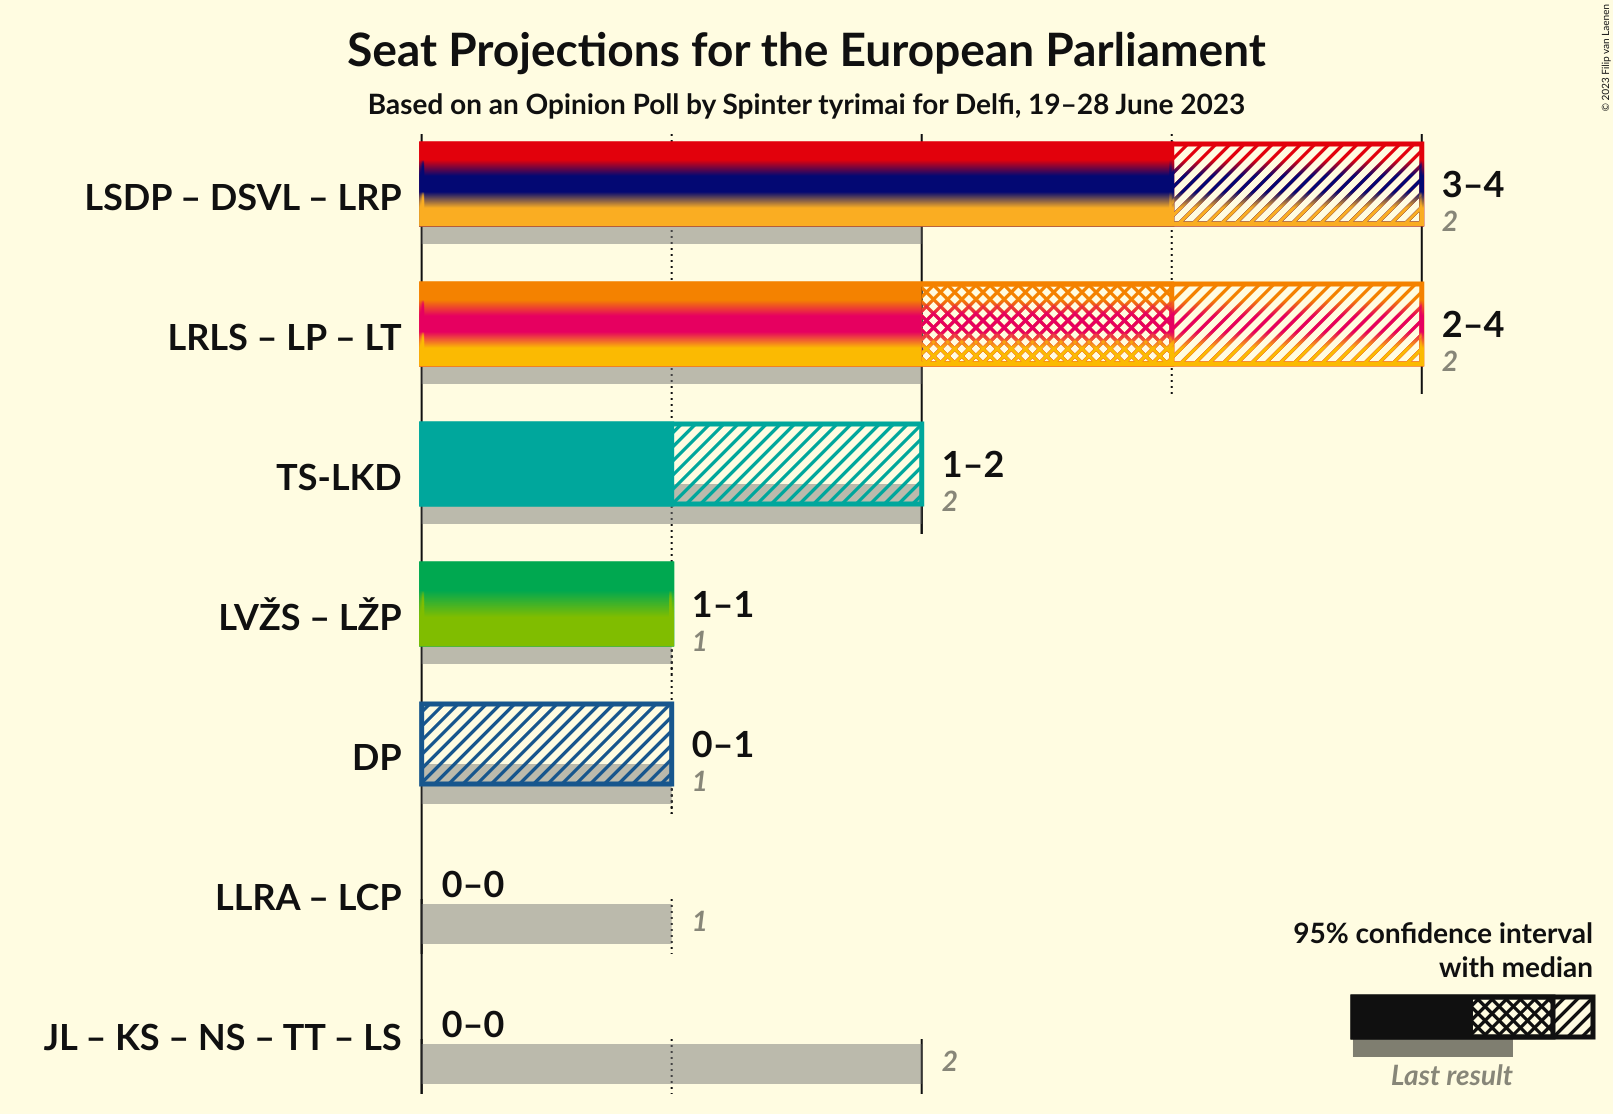 Seat Projections for the European Parliament
Based on an Opinion Poll by Spinter tyrimai for Delfi, 19–28 June 2023
© 2023 Filip van Laenen
LSDP – DSVL – LRP
3–4
2
LRLS – LP – LT
2–4
2
TS-LKD
1–2
2
LVŽS – LŽP
1–1
1
DP
0–1
1
LLRA – LCP
0–0
1
JL – KS – NS – TT – LS
0–0
2
95% confidence interval
with median
Last result